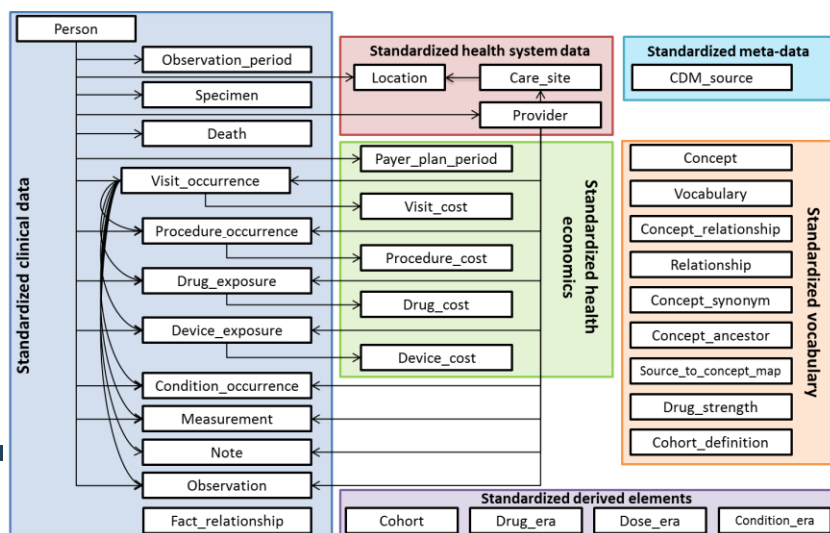 Person
Observation_period
Specimen
Death
Visit_occurrence
Procedure_occurrence
Drug_exposure
Device_exposure
Condition_occurrence
Measurement
Note
Observation
Fact_relationship
Standardized clinical data
Standardized health system data
Location
Care_site
Provider
Payer_plan_period
Visit_cost
Procedure_cost
Drug_cost
Device_cost
Standardized health
economics
Standardized meta-data
CDM_source
Concept
Vocabulary
Concept_relationship
Relationship
Concept_synonym
Concept_ancestor
Source_to_concept_map
Drug_strength
Cohort_definition
Standardized vocabulary
Standardized derived elements
Cohort
Drug_era
Dose_era
Condition_era